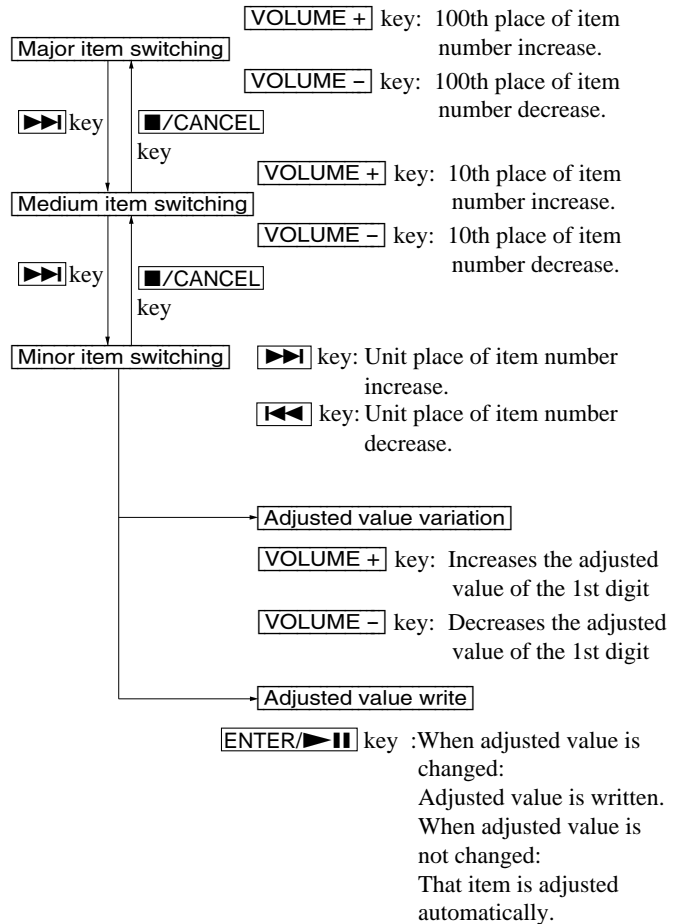 VOLUME + key: 100th place of item
number increase.
Major item switching
VOLUME – key: 100th place of item
number decrease.
▶▶I key ■/CANCEL
key
VOLUME + key: 10th place of item
number increase.
Medium item switching
VOLUME – key: 10th place of item
number decrease.
▶▶I key ■/CANCEL
key
Minor item switching
▶▶I key: Unit place of item number
increase.
I◀◀ key: Unit place of item number
decrease.
Adjusted value variation
VOLUME + key: Increases the adjusted
value of the 1st digit
VOLUME – key: Decreases the adjusted
value of the 1st digit
Adjusted value write
ENTER/▶II key :When adjusted value is
changed:
Adjusted value is written.
When adjusted value is
not changed:
That item is adjusted
automatically.